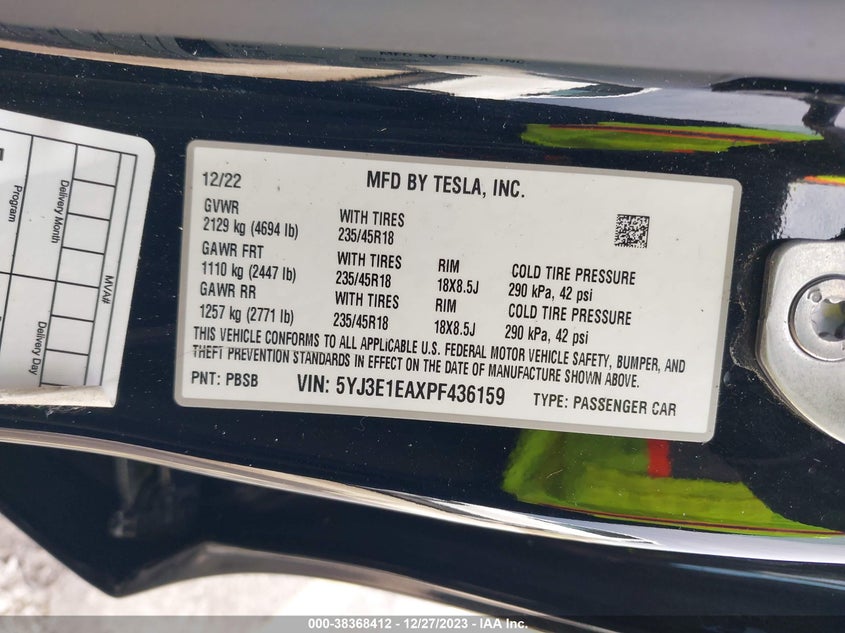 MFD BY TESLA, INC
Delivery Month
Program
MVA#
Delivery Day
12/22 MFD BY TESLA, INC.
GVWR
2129 kg (4694 lb) WITH TIRES 235/45R18
GAWR FRT
1110 kg (2447 lb) WITH TIRES 235/45R18 RIM 18X8.5J COLD TIRE PRESSURE 290 kPa, 42 psi
GAWR RR
1257 kg (2771 lb) WITH TIRES 235/45R18 RIM 18X8.5J COLD TIRE PRESSURE 290 kPa, 42 psi
THIS VEHICLE CONFORMS TO ALL APPLICABLE U.S. FEDERAL MOTOR VEHICLE SAFETY, BUMPER, AND
THEFT PREVENTION STANDARDS IN EFFECT ON THE DATE OF MANUFACTURE SHOWN ABOVE.
PNT: PBSB VIN: 5YJ3E1EAXPF436159 TYPE: PASSENGER CAR
000-38368412 - 12/27/2023 - IAA Inc.